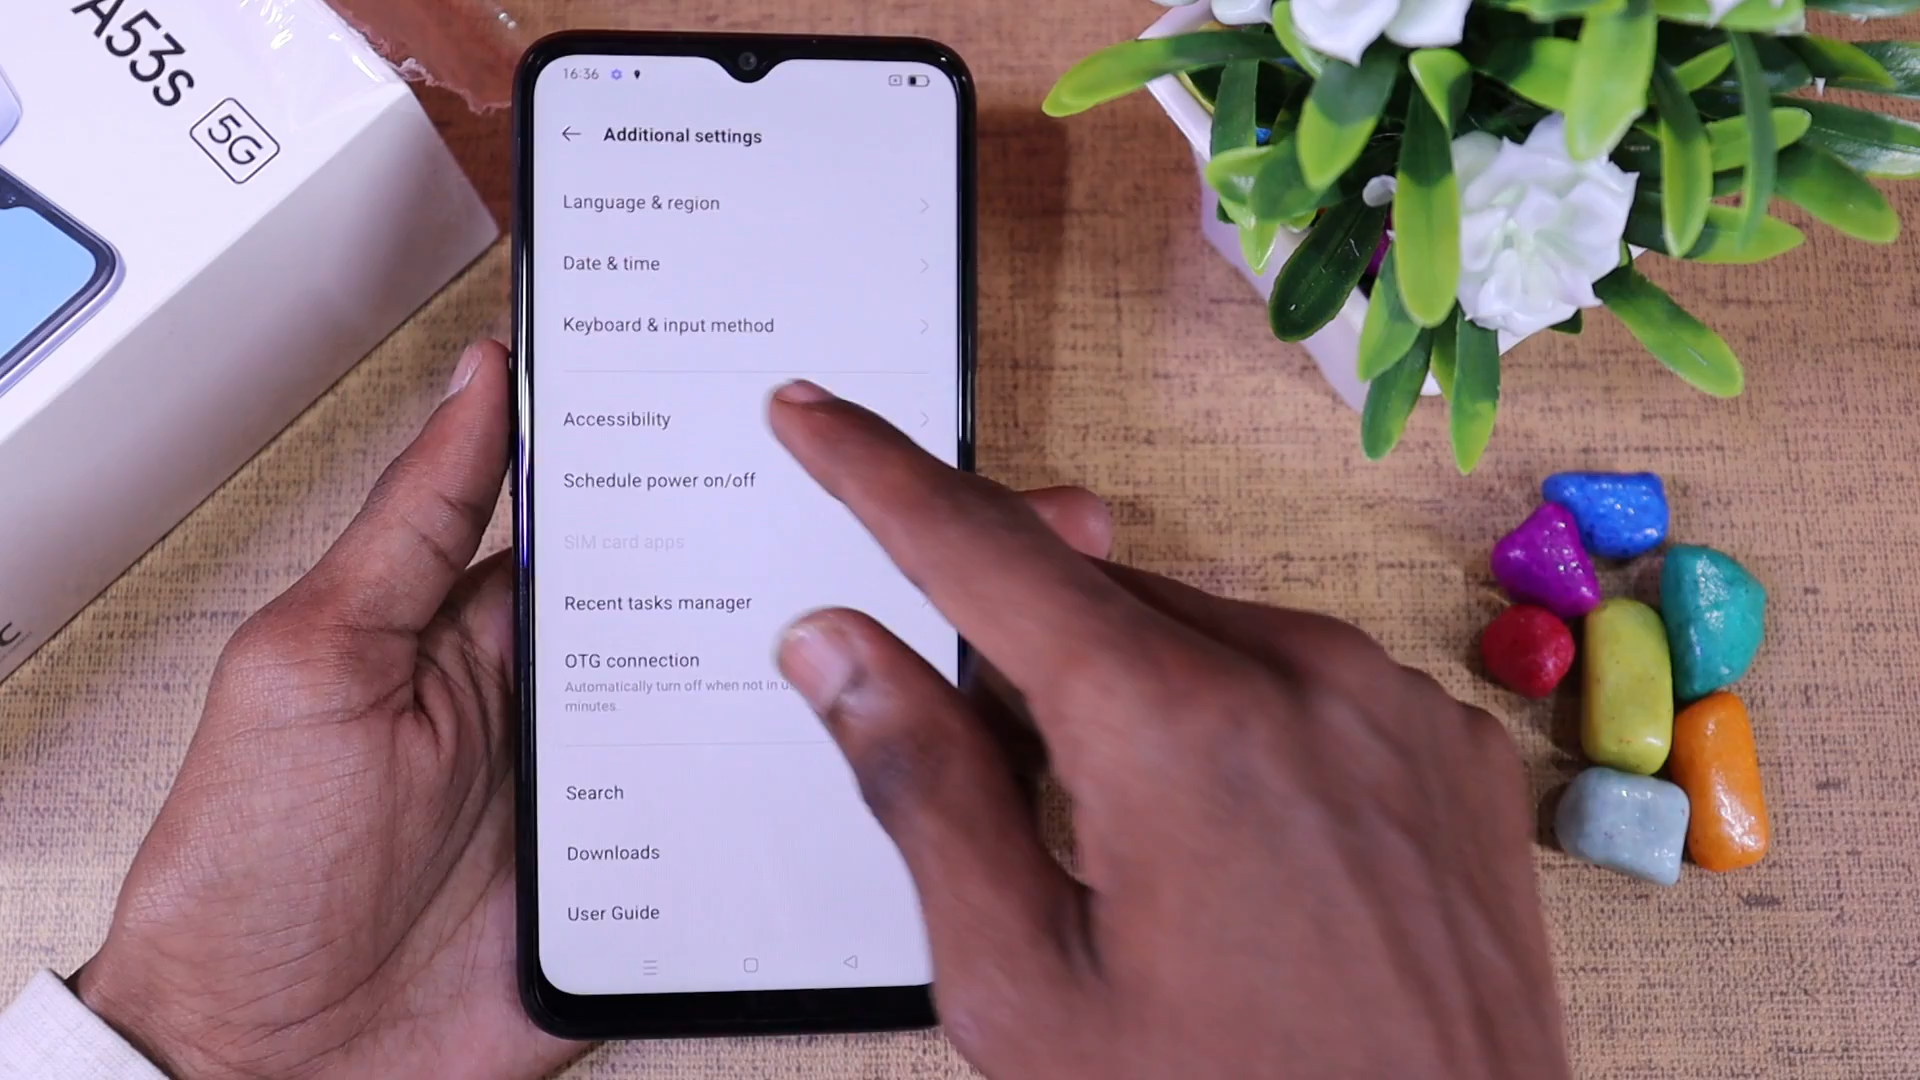 A53s
5G
16:36
Additional settings
Language & region
Date & time
Keyboard & input method
Accessibility
Schedule power on/off
SIM card apps
Recent tasks manager
OTG connection
Automatically turn off when not in
minutes.
Search
Downloads
User Guide